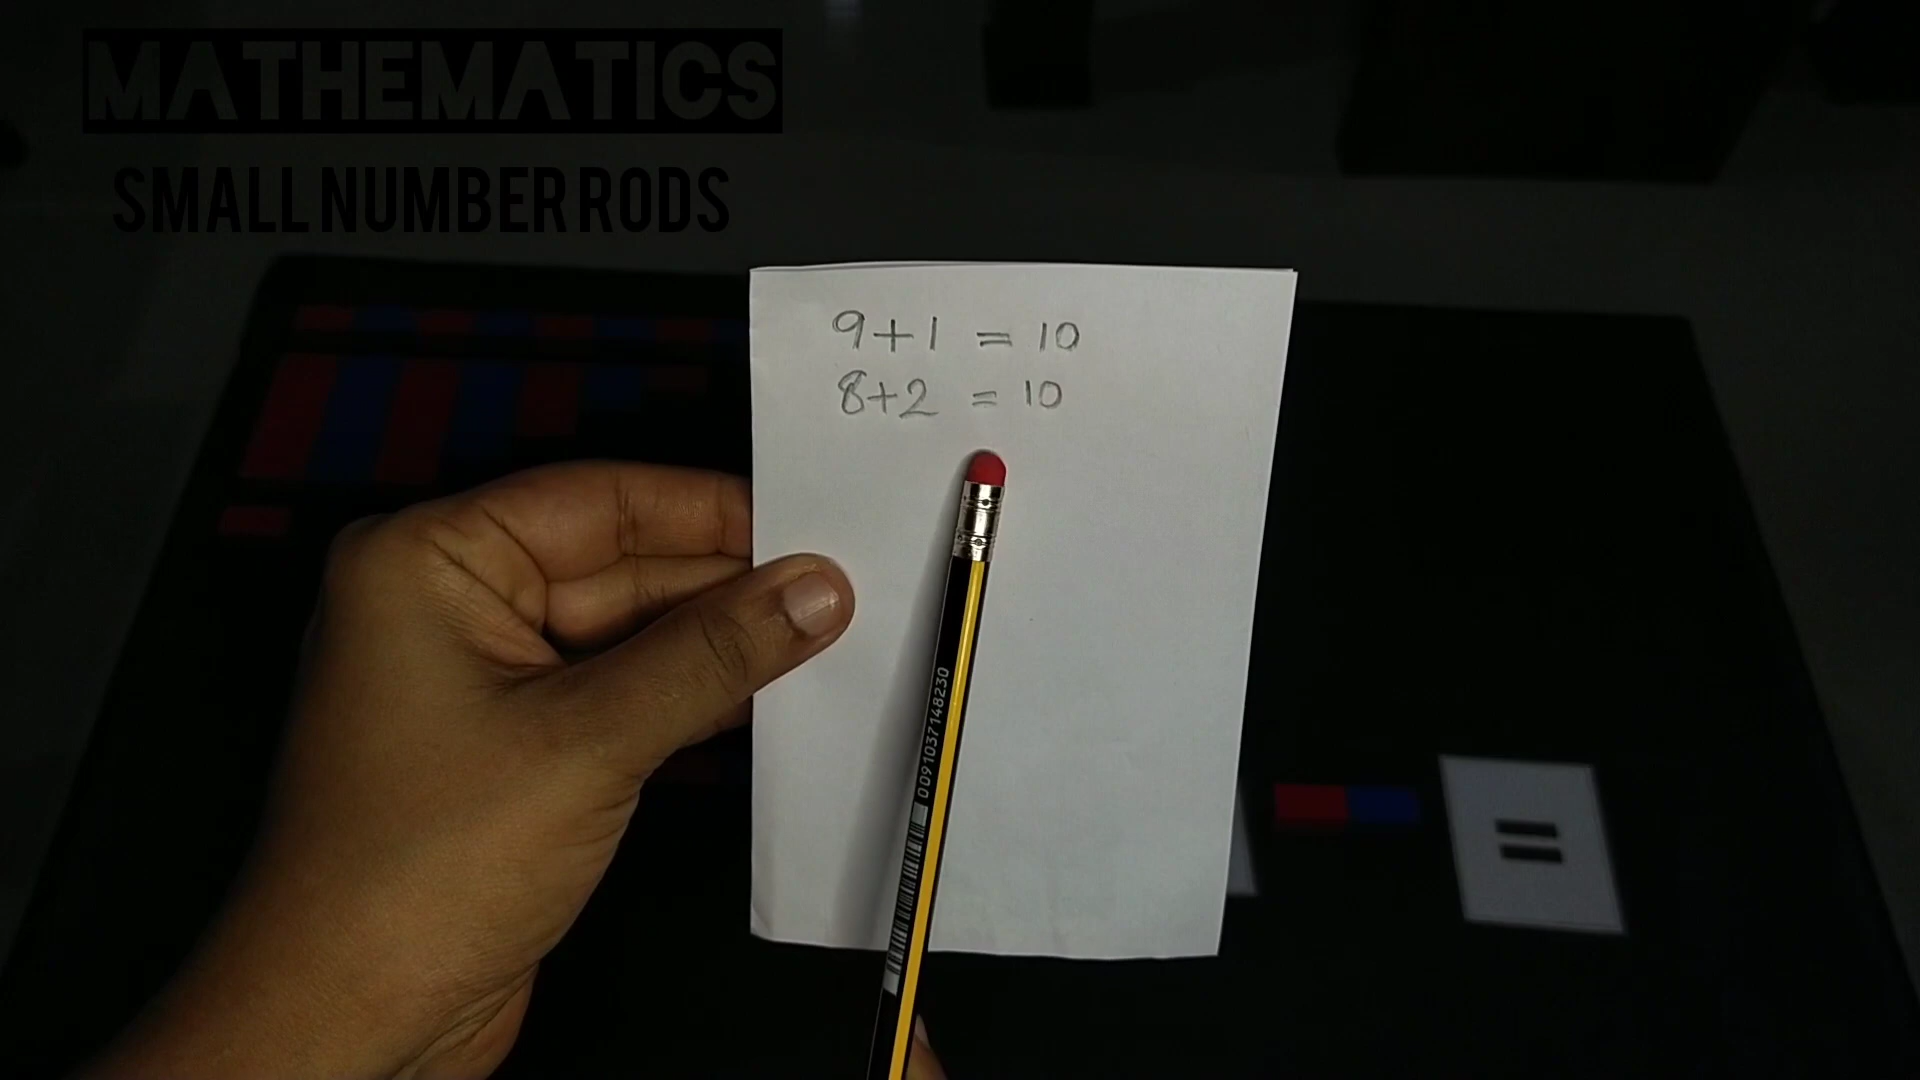 MATHEMATICS
SMALL NUMBER RODS
9+1 = 10
8+2 = 10
0091037148230
=